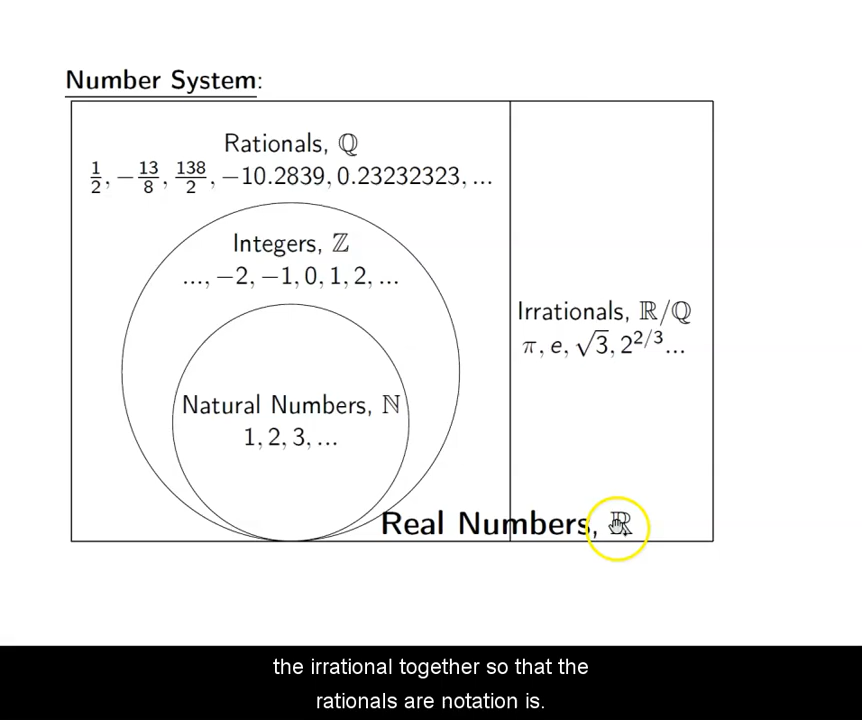 Number System:
Rationals, ℚ
1/2, −13/8, 138/2, −10.2839, 0.23232323, ...
Integers, ℤ
..., −2, −1, 0, 1, 2, ...
Irrationals, ℝ/ℚ
π, e, √3, 2^{2/3}...
Natural Numbers, ℕ
1, 2, 3, ...
Real Numbers, ℝ
the irrational together so that the
rationals are notation is.